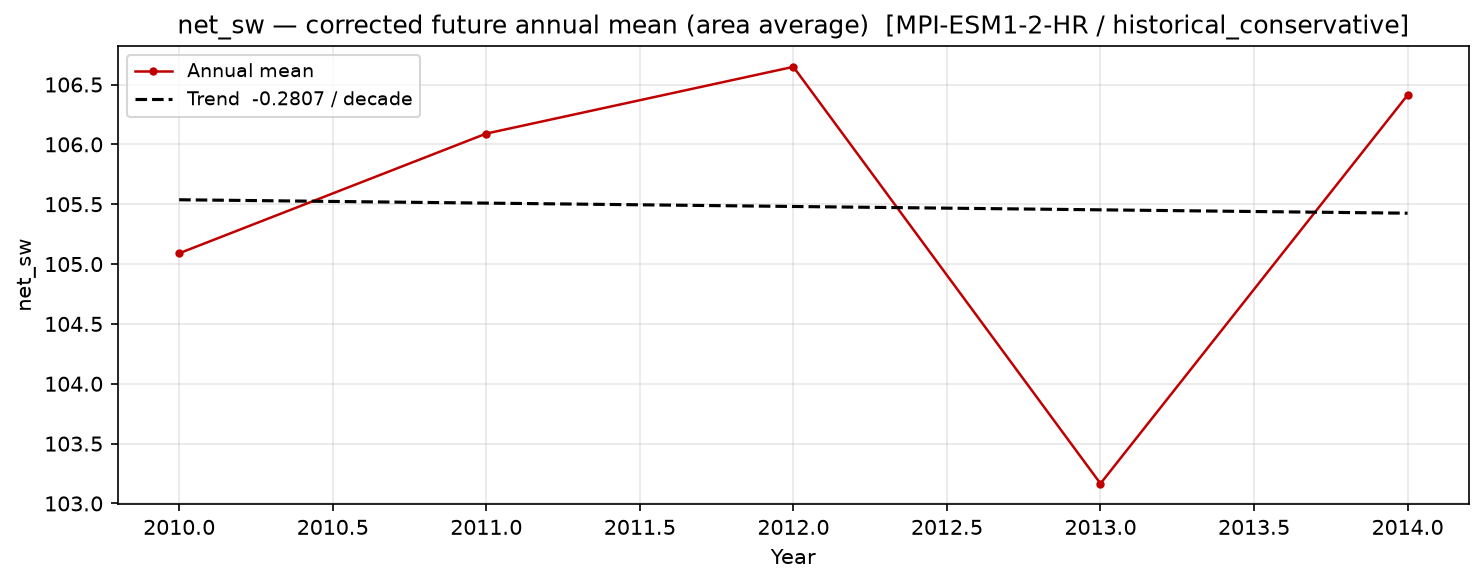 net_sw — corrected future annual mean (area average)  [MPI-ESM1-2-HR / historical_conservative]
Annual mean
Trend  -0.2807 / decade
106.5
106.0
105.5
105.0
104.5
104.0
103.5
103.0
net_sw
2010.0 2010.5 2011.0 2011.5 2012.0 2012.5 2013.0 2013.5 2014.0
Year